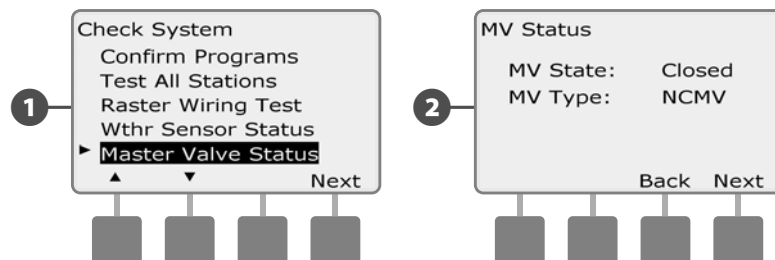 1
Check System
Confirm Programs
Test All Stations
Raster Wiring Test
Wthr Sensor Status
► Master Valve Status
▲ ▼ Next
2
MV Status
MV State: Closed
MV Type: NCMV
Back Next